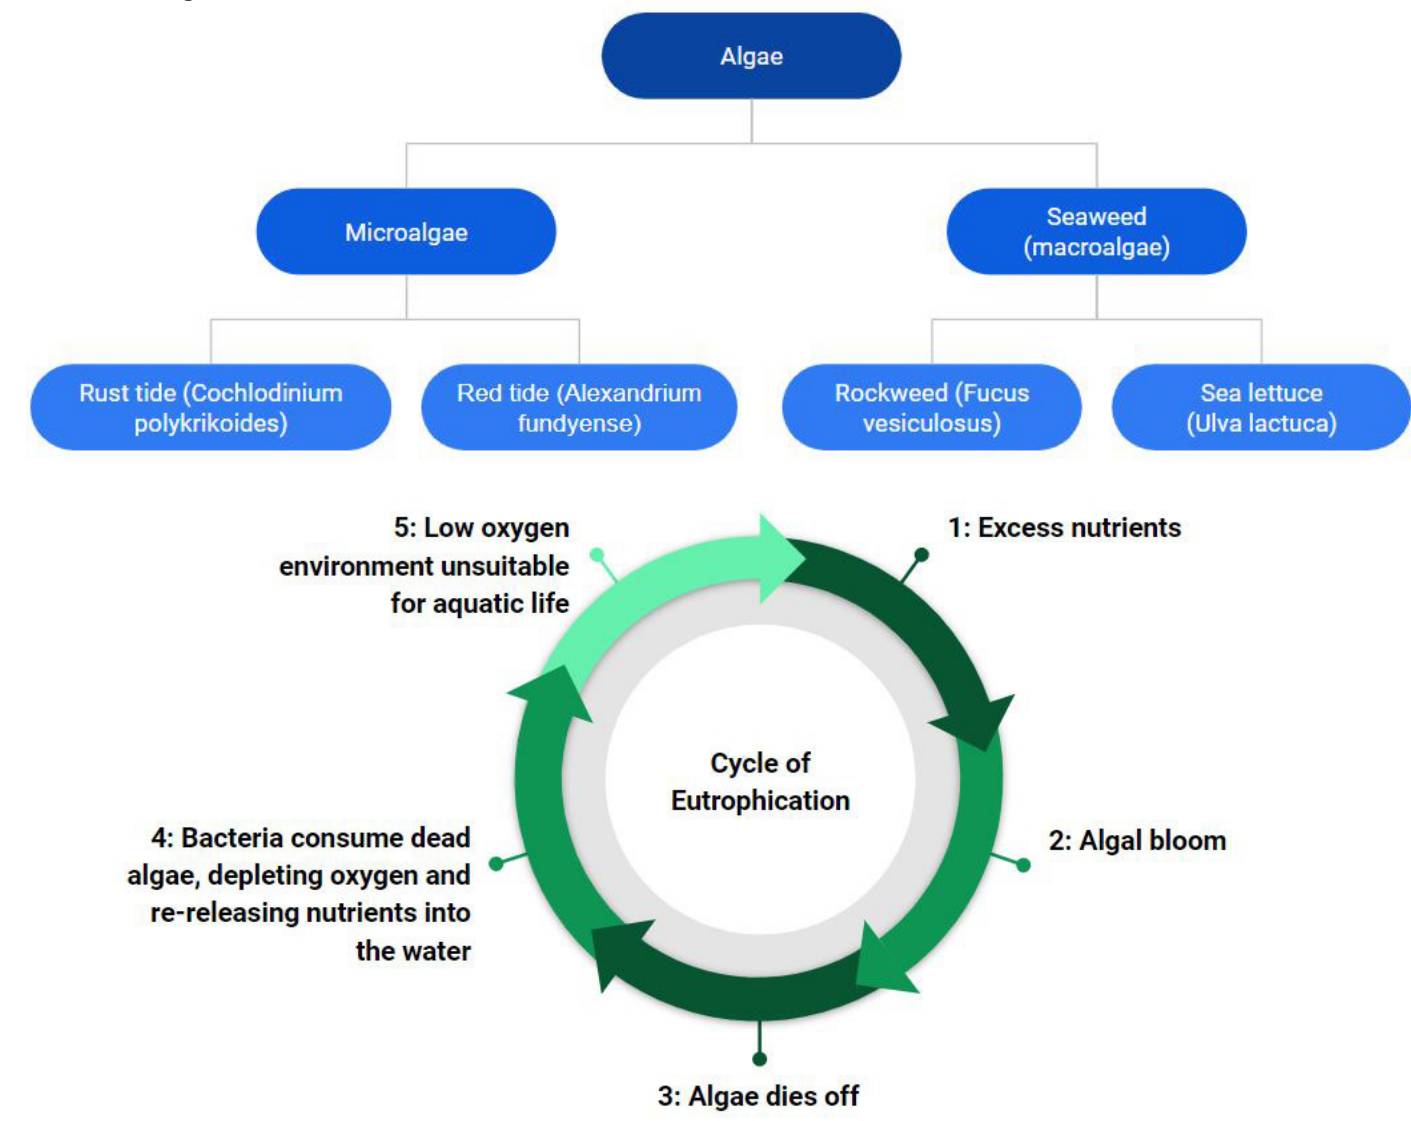 Algae
Microalgae
Seaweed
(macroalgae)
Rust tide (Cochlodinium
polykrikoides)
Red tide (Alexandrium
fundyense)
Rockweed (Fucus
vesiculosus)
Sea lettuce
(Ulva lactuca)
5: Low oxygen
environment unsuitable
for aquatic life
1: Excess nutrients
Cycle of
Eutrophication
4: Bacteria consume dead
algae, depleting oxygen and
re-releasing nutrients into
the water
2: Algal bloom
3: Algae dies off